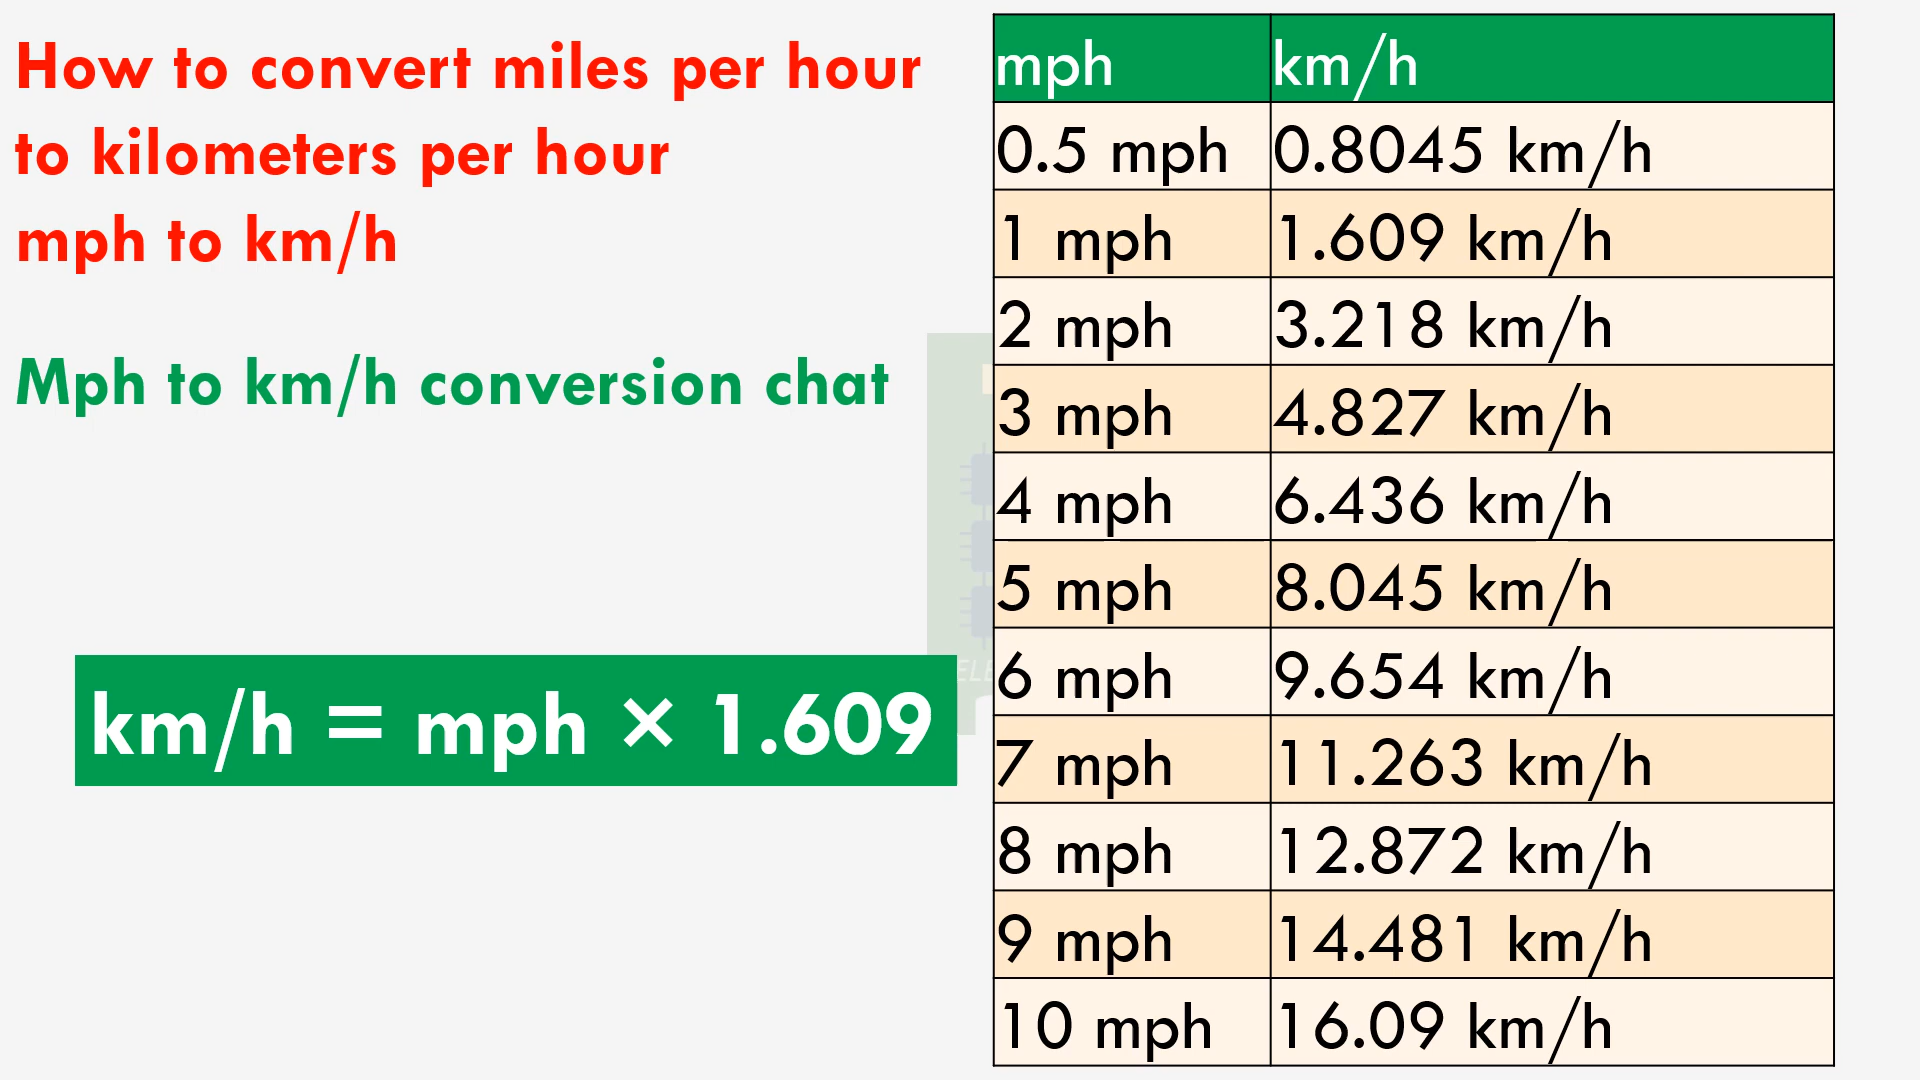 How to convert miles per hour
to kilometers per hour
mph to km/h
Mph to km/h conversion chat
km/h = mph × 1.609
mph km/h
0.5 mph 0.8045 km/h
1 mph 1.609 km/h
2 mph 3.218 km/h
3 mph 4.827 km/h
4 mph 6.436 km/h
5 mph 8.045 km/h
6 mph 9.654 km/h
7 mph 11.263 km/h
8 mph 12.872 km/h
9 mph 14.481 km/h
10 mph 16.09 km/h